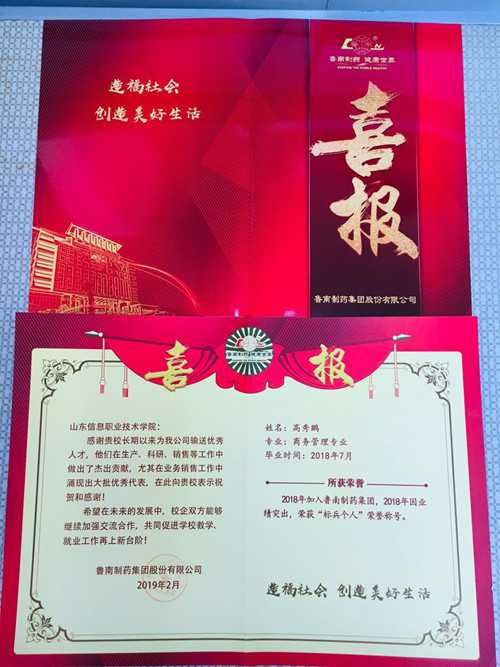 造福社会
创造美好生活
鲁南制药 健康世界
KEEPING THE WORLD HEALTHY
喜报
鲁南制药集团股份有限公司
鲁南制药 健康世界
喜报
山东信息职业技术学院：
感谢贵校长期以来为我公司输送优秀
人才，他们在生产、科研、销售等工作中
做出了杰出贡献，尤其在业务销售工作中
涌现出大批优秀代表，在此向贵校表示祝
贺和感谢！
希望在未来的发展中，校企双方能够
继续加强交流合作，共同促进学校教学、
就业工作再上新台阶！
鲁南制药集团股份有限公司
2019年2月
姓名：高秀鹏
专业：商务管理专业
毕业时间：2018年7月
所获荣誉
2018年加入鲁南制药集团，2018年因业
绩突出，荣获“标兵个人”荣誉称号。
造福社会 创造美好生活